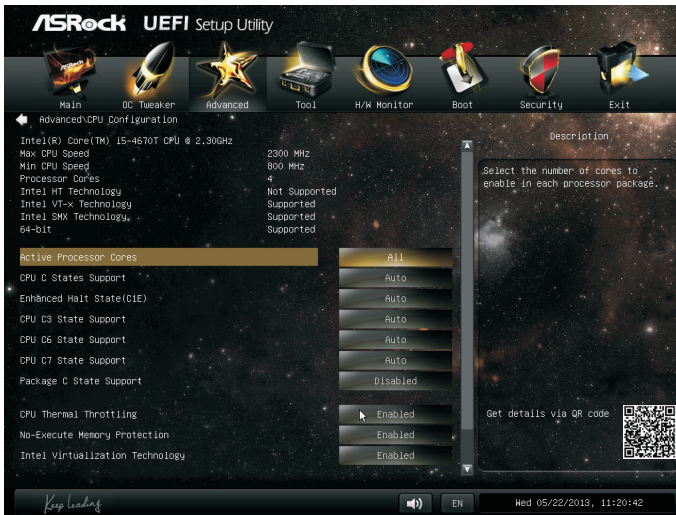 ASRock UEFI Setup Utility
ASRock
Main OC Tweaker Advanced Tool H/W Monitor Boot Security Exit
Advanced\CPU Configuration
Description
Intel(R) Core(TM) i5-4670T CPU @ 2.30GHz
Max CPU Speed 2300 MHz
Min CPU Speed 800 MHz
Processor Cores 4
Intel HT Technology Not Supported
Intel VT-x Technology Supported
Intel SMX Technology Supported
64-bit Supported
Select the number of cores to
enable in each processor package.
Active Processor Cores All
CPU C States Support Auto
Enhanced Halt State(C1E) Auto
CPU C3 State Support Auto
CPU C6 State Support Auto
CPU C7 State Support Auto
Package C State Support Disabled
CPU Thermal Throttling Enabled
No-Execute Memory Protection Enabled
Intel Virtualization Technology Enabled
Get details via QR code
Keep Leading
EN
Wed 05/22/2013, 11:20:42